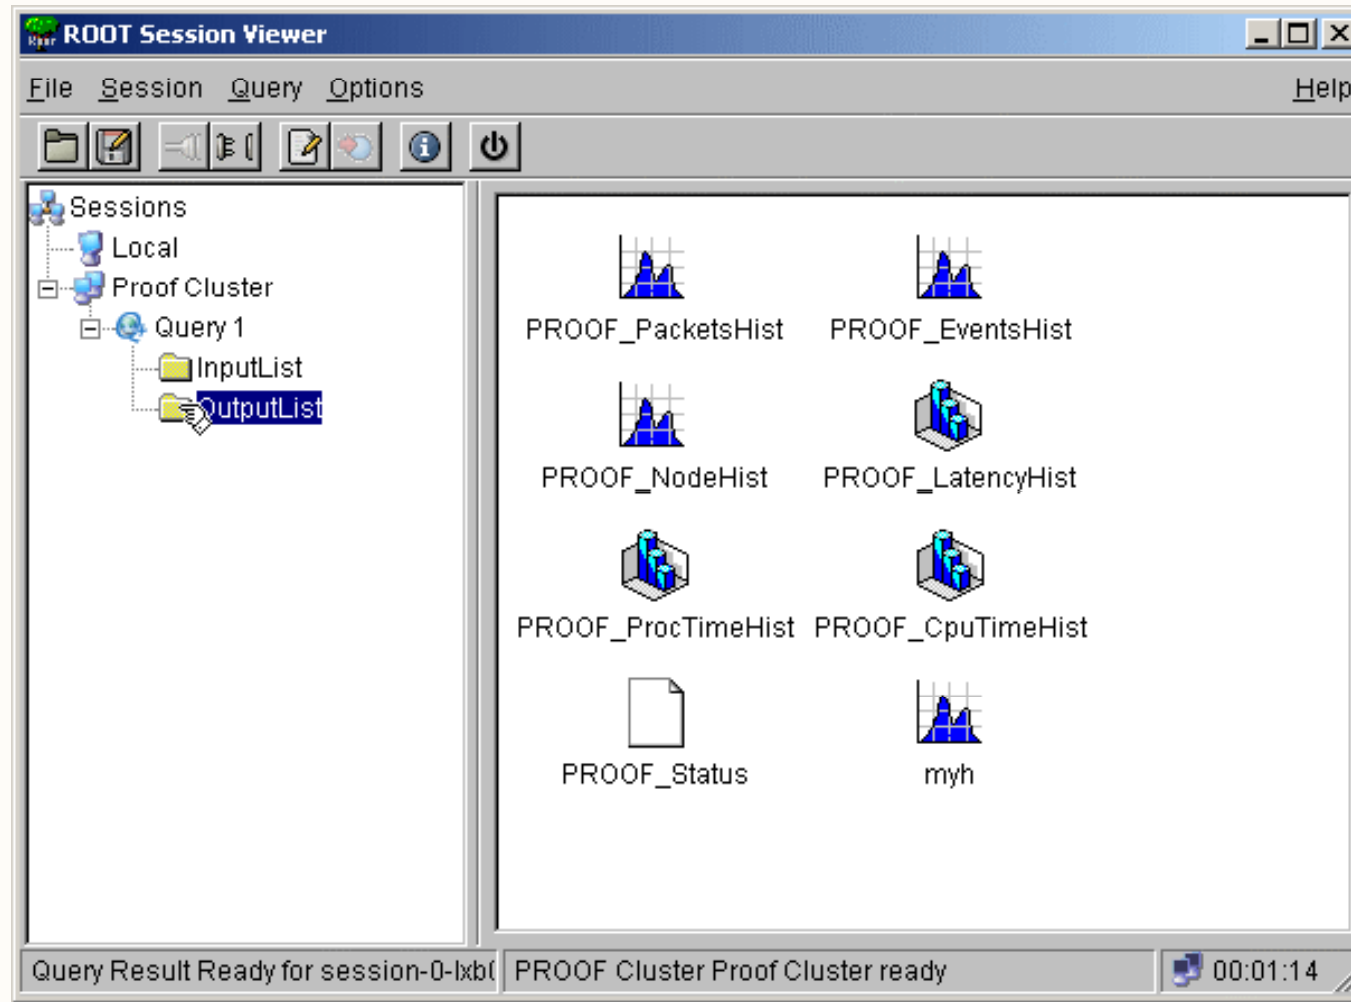 ROOT Session Viewer
File Session Query Options Help
Sessions
Local
Proof Cluster
Query 1
InputList
OutputList
PROOF_PacketsHist PROOF_EventsHist
PROOF_NodeHist PROOF_LatencyHist
PROOF_ProcTimeHist PROOF_CpuTimeHist
PROOF_Status myh
Query Result Ready for session-0-lxb0 PROOF Cluster Proof Cluster ready 00:01:14